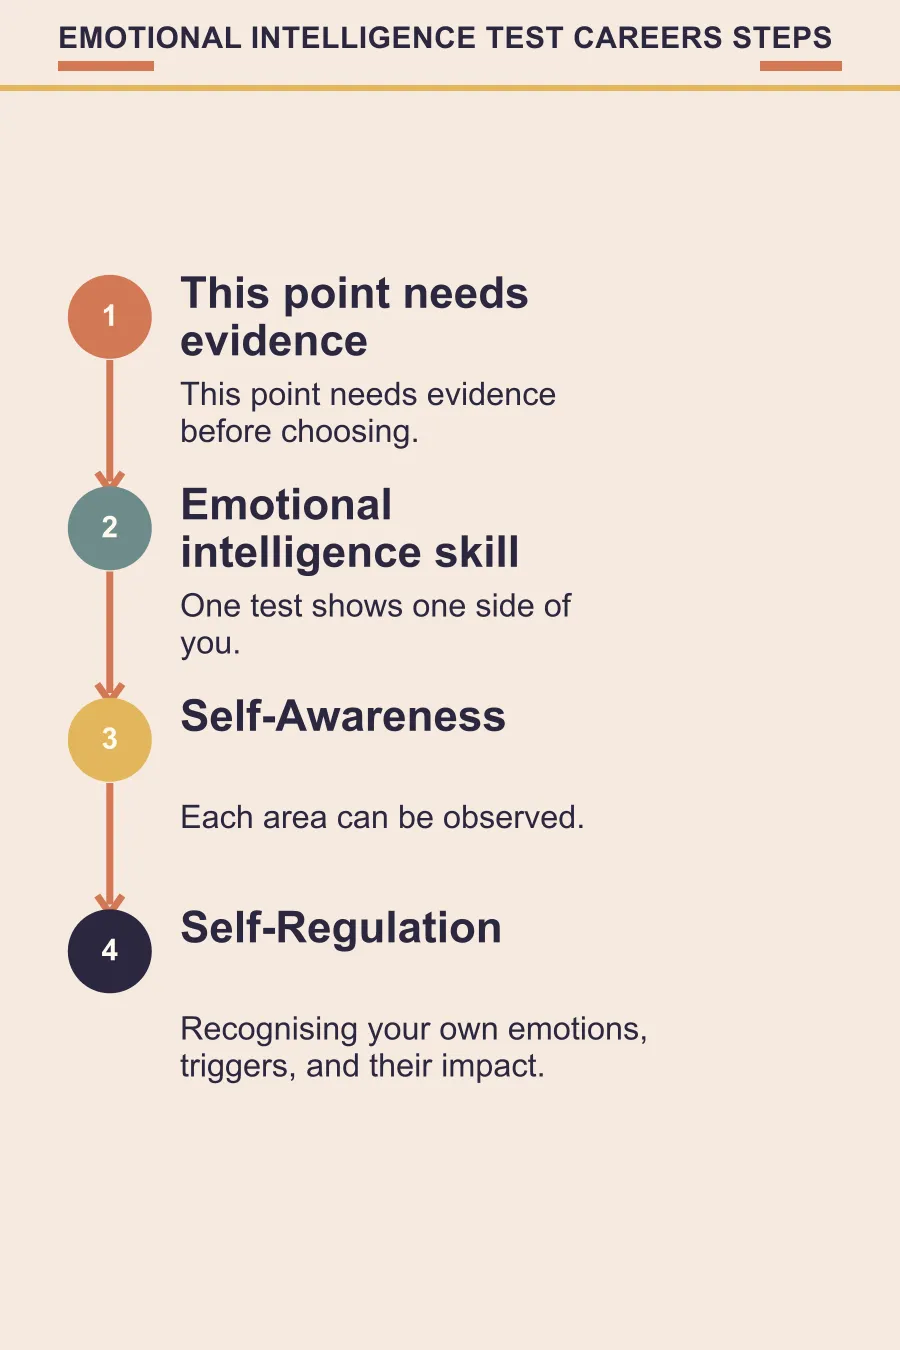 EMOTIONAL INTELLIGENCE TEST CAREERS STEPS
1
This point needs
evidence
This point needs evidence
before choosing.
2
Emotional
intelligence skill
One test shows one side of
you.
3
Self-Awareness
Each area can be observed.
4
Self-Regulation
Recognising your own emotions,
triggers, and their impact.